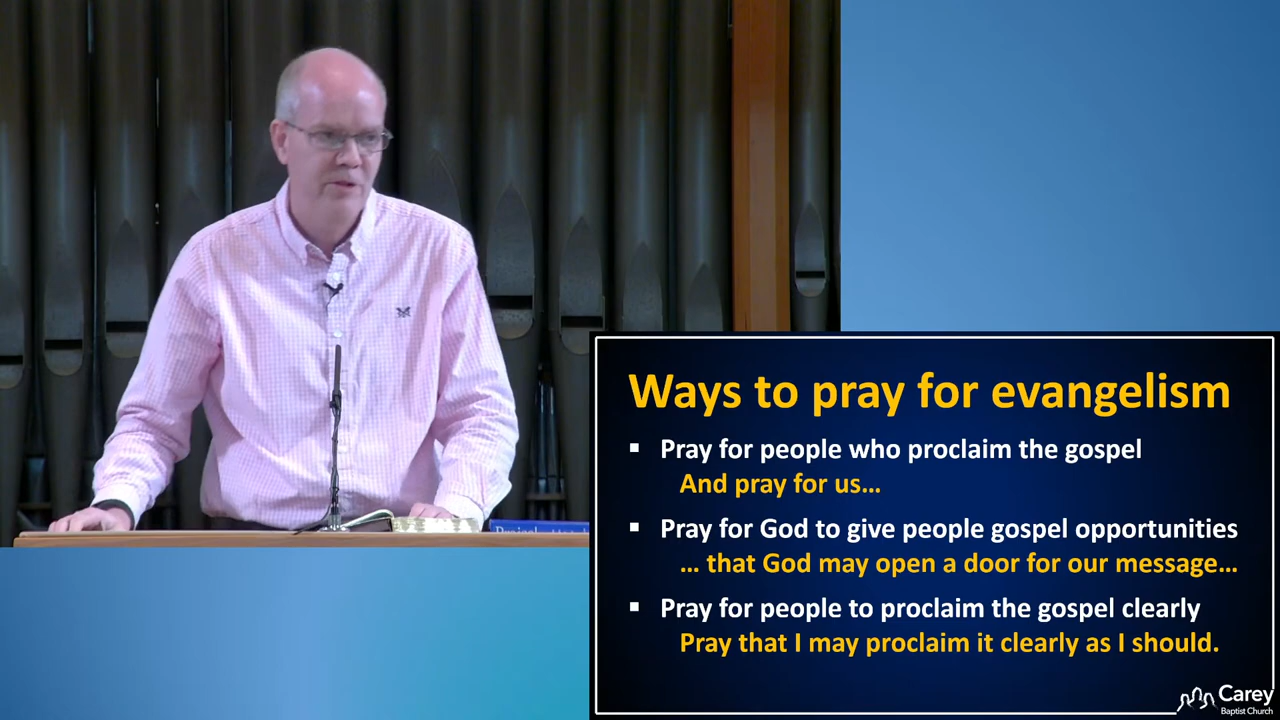 Ways to pray for evangelism
▪ Pray for people who proclaim the gospel
And pray for us...
▪ Pray for God to give people gospel opportunities
... that God may open a door for our message...
▪ Pray for people to proclaim the gospel clearly
Pray that I may proclaim it clearly as I should.
Carey
Baptist Church